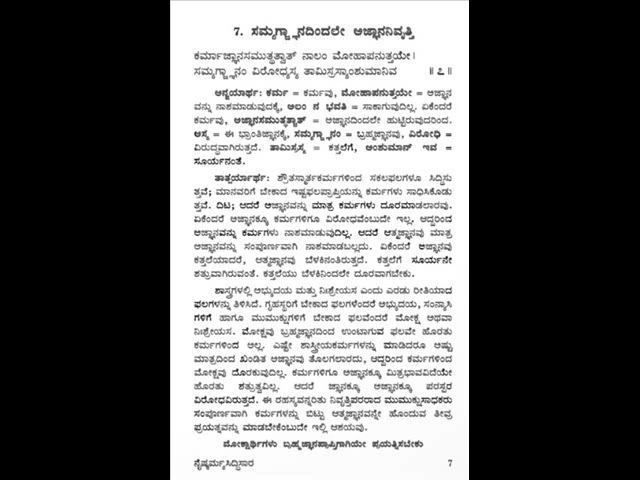 7. ಸಮ್ಯಗ್ಜ್ಞಾನದಿಂದಲೇ ಅಜ್ಞಾನನಿವೃತ್ತಿ
ಕರ್ಮಾಜ್ಞಾನಸಮುತ್ಥತ್ವಾತ್ ನಾಲಂ ಮೋಹಾಪನುತ್ತಯೇ।
ಸಮ್ಯಗ್ಜ್ಞಾನಂ ವಿರೋಧ್ಯಸ್ಯ ತಾಮಿಸ್ರಸ್ಯಾಂಶುಮಾನಿವ ॥೭॥
ಅನ್ವಯಾರ್ಥ: ಕರ್ಮ = ಕರ್ಮವು, ಮೋಹಾಪನುತ್ತಯೇ = ಅಜ್ಞಾನ
ವನ್ನು ನಾಶಮಾಡುವುದಕ್ಕೆ, ಅಲಂ ನ ಭವತಿ = ಸಾಕಾಗುವುದಿಲ್ಲ. ಏಕೆಂದರೆ
ಕರ್ಮವು, ಅಜ್ಞಾನಸಮುತ್ಥತ್ವಾತ್ = ಅಜ್ಞಾನದಿಂದಲೇ ಹುಟ್ಟಿರುವುದರಿಂದ.
ಅಸ್ಯ = ಈ ಭ್ರಾಂತಿಜ್ಞಾನಕ್ಕೆ, ಸಮ್ಯಗ್ಜ್ಞಾನಂ = ಬ್ರಹ್ಮಜ್ಞಾನವು, ವಿರೋಧಿ =
ವಿರುದ್ಧವಾಗಿರುತ್ತದೆ. ತಾಮಿಸ್ರಸ್ಯ = ಕತ್ತಲೆಗೆ, ಅಂಶುಮಾನ್ ಇವ =
ಸೂರ್ಯನಂತೆ.
ತಾತ್ಪರ್ಯಾರ್ಥ: ಶ್ರೌತಸ್ಮಾರ್ತಕರ್ಮಗಳಿಂದ ಸಕಲಫಲಗಳೂ ಸಿದ್ಧಿಸು
ತ್ತವೆ; ಮಾನವರಿಗೆ ಬೇಕಾದ ಇಷ್ಟಫಲಪ್ರಾಪ್ತಿಯನ್ನು ಕರ್ಮಗಳು ಸಾಧಿಸಿಕೊಡು
ತ್ತವೆ. ದಿಟ; ಆದರೆ ಅಜ್ಞಾನವನ್ನು ಮಾತ್ರ ಕರ್ಮಗಳು ದೂರಮಾಡಲಾರವು.
ಏಕೆಂದರೆ ಅಜ್ಞಾನಕ್ಕೂ ಕರ್ಮಗಳಿಗೂ ವಿರೋಧವೆಂಬುದೇ ಇಲ್ಲ. ಆದ್ದರಿಂದ
ಅಜ್ಞಾನವನ್ನು ಕರ್ಮಗಳು ನಾಶಮಾಡುವುದಿಲ್ಲ. ಆದರೆ ಆತ್ಮಜ್ಞಾನವು ಮಾತ್ರ
ಅಜ್ಞಾನವನ್ನು ಸಂಪೂರ್ಣವಾಗಿ ನಾಶಮಾಡಬಲ್ಲದು. ಏಕೆಂದರೆ ಅಜ್ಞಾನವು
ಕತ್ತಲೆಯಾದರೆ, ಆತ್ಮಜ್ಞಾನವು ಬೆಳಕಿನಂತಿರುತ್ತದೆ. ಕತ್ತಲೆಗೆ ಸೂರ್ಯನೇ
ಶತ್ರುವಾಗಿರುವಂತೆ. ಕತ್ತಲೆಯು ಬೆಳಕಿನಿಂದಲೇ ದೂರವಾಗಬೇಕು.
ಶಾಸ್ತ್ರಗಳಲ್ಲಿ ಅಭ್ಯುದಯ ಮತ್ತು ನಿಃಶ್ರೇಯಸ ಎಂದು ಎರಡು ರೀತಿಯಾದ
ಫಲಗಳನ್ನು ತಿಳಿಸಿದೆ. ಗೃಹಸ್ಥರಿಗೆ ಬೇಕಾದ ಫಲಗಳೆಂದರೆ ಅಭ್ಯುದಯ, ಸಂನ್ಯಾಸಿ
ಗಳಿಗೆ ಹಾಗೂ ಮುಮುಕ್ಷುಗಳಿಗೆ ಬೇಕಾದ ಫಲವೆಂದರೆ ಮೋಕ್ಷ ಅಥವಾ
ನಿಃಶ್ರೇಯಸ. ಮೋಕ್ಷವು ಬ್ರಹ್ಮಜ್ಞಾನದಿಂದ ಉಂಟಾಗುವ ಫಲವೇ ಹೊರತು
ಕರ್ಮಗಳಿಂದ ಅಲ್ಲ. ಎಷ್ಟೇ ಶಾಸ್ತ್ರೀಯಕರ್ಮಗಳನ್ನು ಮಾಡಿದರೂ ಅಷ್ಟು
ಮಾತ್ರದಿಂದ ಖಂಡಿತ ಅಜ್ಞಾನವು ತೊಲಗಲಾರದು, ಆದ್ದರಿಂದ ಕರ್ಮಗಳಿಂದ
ಮೋಕ್ಷವು ದೊರಕುವುದಿಲ್ಲ. ಕರ್ಮಗಳಿಗೂ ಅಜ್ಞಾನಕ್ಕೂ ಮಿತ್ರಭಾವವಿದೆಯೇ
ಹೊರತು ಶತ್ರುತ್ವವಿಲ್ಲ. ಆದರೆ ಜ್ಞಾನಕ್ಕೂ ಅಜ್ಞಾನಕ್ಕೂ ಪರಸ್ಪರ
ವಿರೋಧವಿರುತ್ತದೆ. ಈ ರಹಸ್ಯವನ್ನರಿತು ನಿವೃತ್ತಿಪರರಾದ ಮುಮುಕ್ಷುಸಾಧಕರು
ಸಂಪೂರ್ಣವಾಗಿ ಕರ್ಮಗಳನ್ನು ಬಿಟ್ಟು ಆತ್ಮಜ್ಞಾನವನ್ನೇ ಹೊಂದುವ ತೀವ್ರ
ಪ್ರಯತ್ನವನ್ನು ಮಾಡಬೇಕೆಂಬುದೇ ಇಲ್ಲಿ ಆಶಯವು.
ಮೋಕ್ಷಾರ್ಥಿಗಳು ಬ್ರಹ್ಮಜ್ಞಾನಪ್ರಾಪ್ತಿಗಾಗಿಯೇ ಪ್ರಯತ್ನಿಸಬೇಕು
ನೈಷ್ಕರ್ಮ್ಯಸಿದ್ಧಿಸಾರ 7